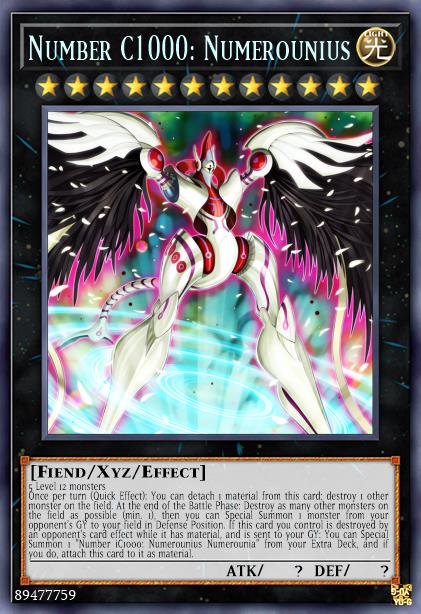 Number C1000: Numerounius
LIGHT
光
[Fiend/Xyz/Effect]
5 Level 12 monsters
Once per turn (Quick Effect): You can detach 1 material from this card; destroy 1 other
monster on the field. At the end of the Battle Phase: Destroy as many other monsters on
the field as possible (min. 1), then you can Special Summon 1 monster from your
opponent's GY to your field in Defense Position. If this card you control is destroyed by
an opponent's card effect while it has material, and is sent to your GY: You can Special
Summon 1 "Number iC1000: Numerounius Numerounia" from your Extra Deck, and if
you do, attach this card to it as material.
ATK/ ? DEF/ ?
89477759